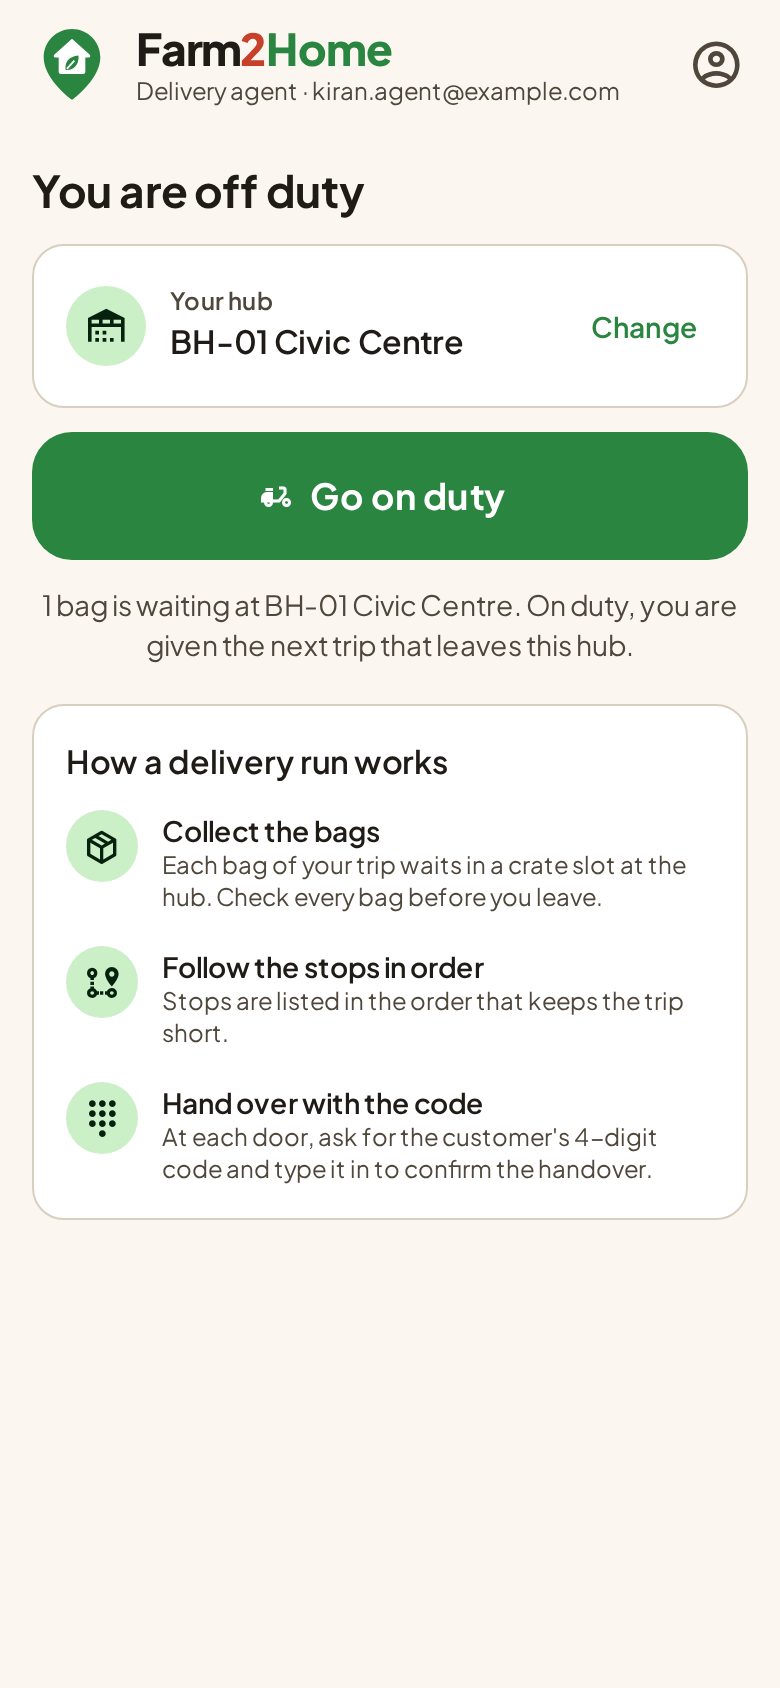 Farm2Home
Delivery agent · kiran.agent@example.com
You are off duty
Your hub
BH-01 Civic Centre
Change
Go on duty
1 bag is waiting at BH-01 Civic Centre. On duty, you are
given the next trip that leaves this hub.
How a delivery run works
Collect the bags
Each bag of your trip waits in a crate slot at the
hub. Check every bag before you leave.
Follow the stops in order
Stops are listed in the order that keeps the trip
short.
Hand over with the code
At each door, ask for the customer's 4-digit
code and type it in to confirm the handover.